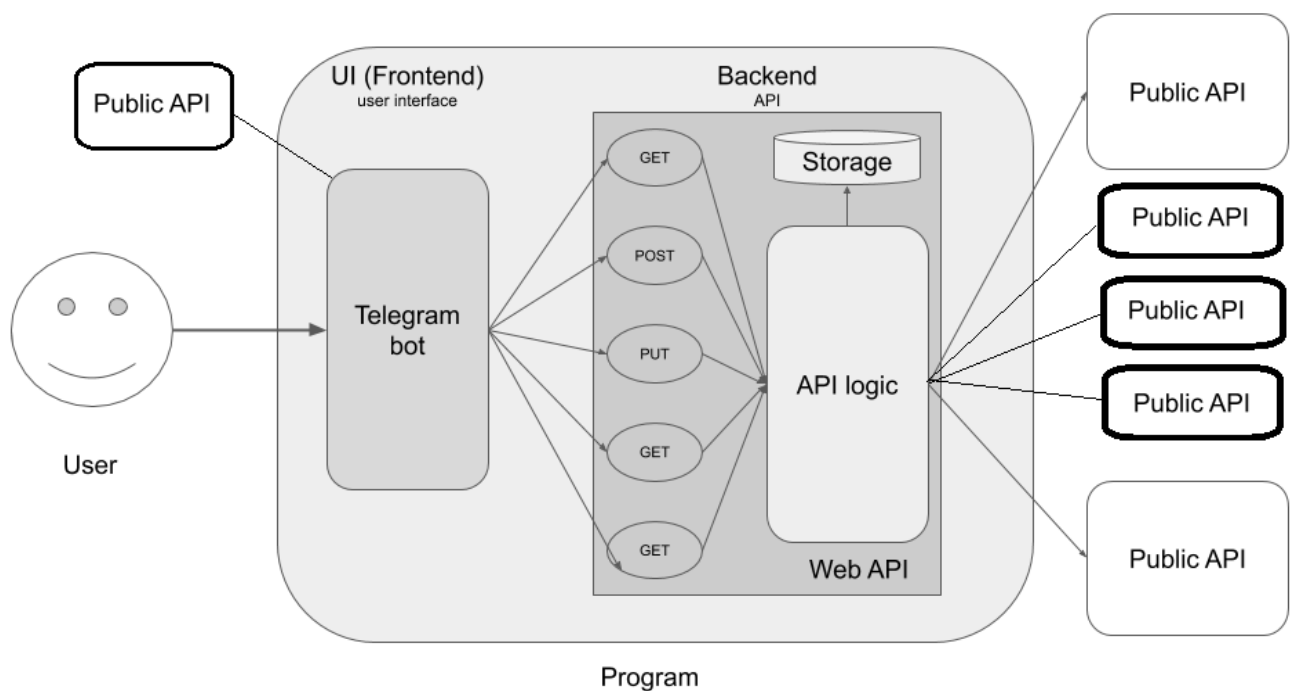 UI (Frontend)
user interface
Backend
API
Public API
Public API
GET
Storage
Public API
POST
Telegram
bot
Public API
PUT
API logic
Public API
User
GET
GET
Web API
Public API
Program